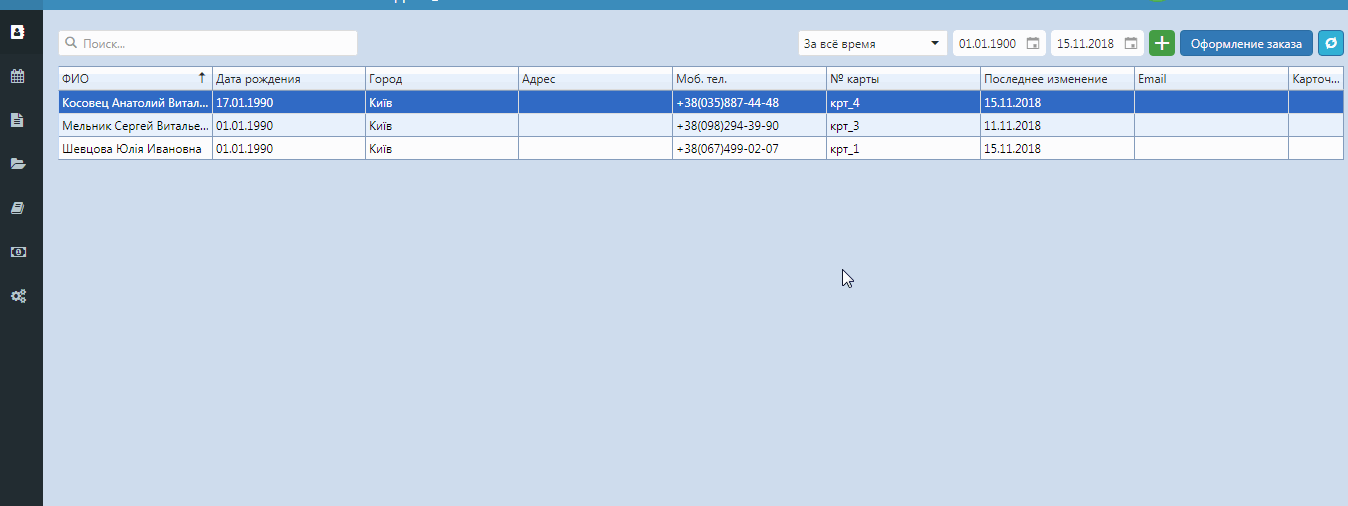 Поиск...
За всё время 01.01.1900 15.11.2018 Оформление заказа
ФИО Дата рождения Город Адрес Моб. тел. № карты Последнее изменение Email Карточ...
Косовец Анатолий Витал... 17.01.1990 Київ +38(035)887-44-48 крт_4 15.11.2018
Мельник Сергей Виталье... 01.01.1990 Київ +38(098)294-39-90 крт_3 11.11.2018
Шевцова Юлія Ивановна 01.01.1990 Київ +38(067)499-02-07 крт_1 15.11.2018